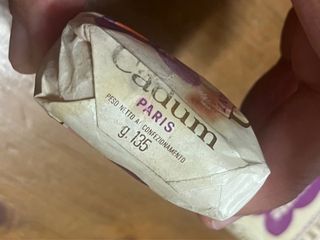 Cadum
PARIS
PESO NETTO AL CONFEZIONAMENTO
g. 135